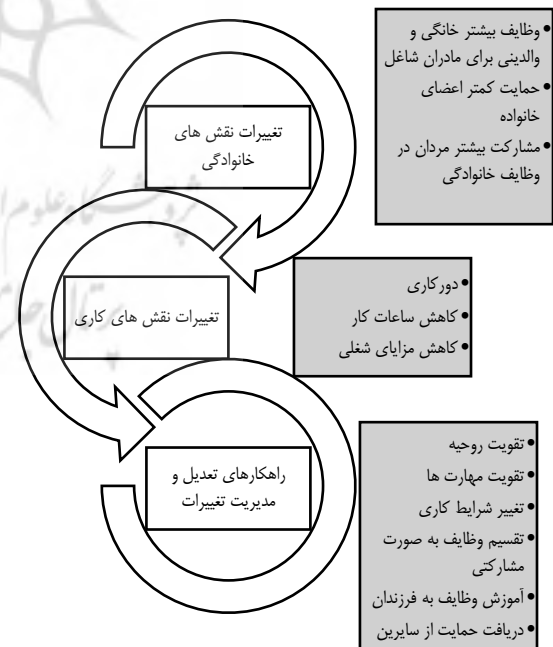 تغییرات نقش های
خانوادگی
• وظایف بیشتر خانگی و
والدینی برای مادران شاغل
• حمایت کمتر اعضای
خانواده
• مشارکت بیشتر مردان در
وظایف خانوادگی
تغییرات نقش های کاری
• دورکاری
• کاهش ساعات کار
• کاهش مزایای شغلی
راهکارهای تعدیل و
مدیریت تغییرات
• تقویت روحیه
• تقویت مهارت ها
• تغییر شرایط کاری
• تقسیم وظایف به صورت
مشارکتی
• آموزش وظایف به فرزندان
• دریافت حمایت از سایرین